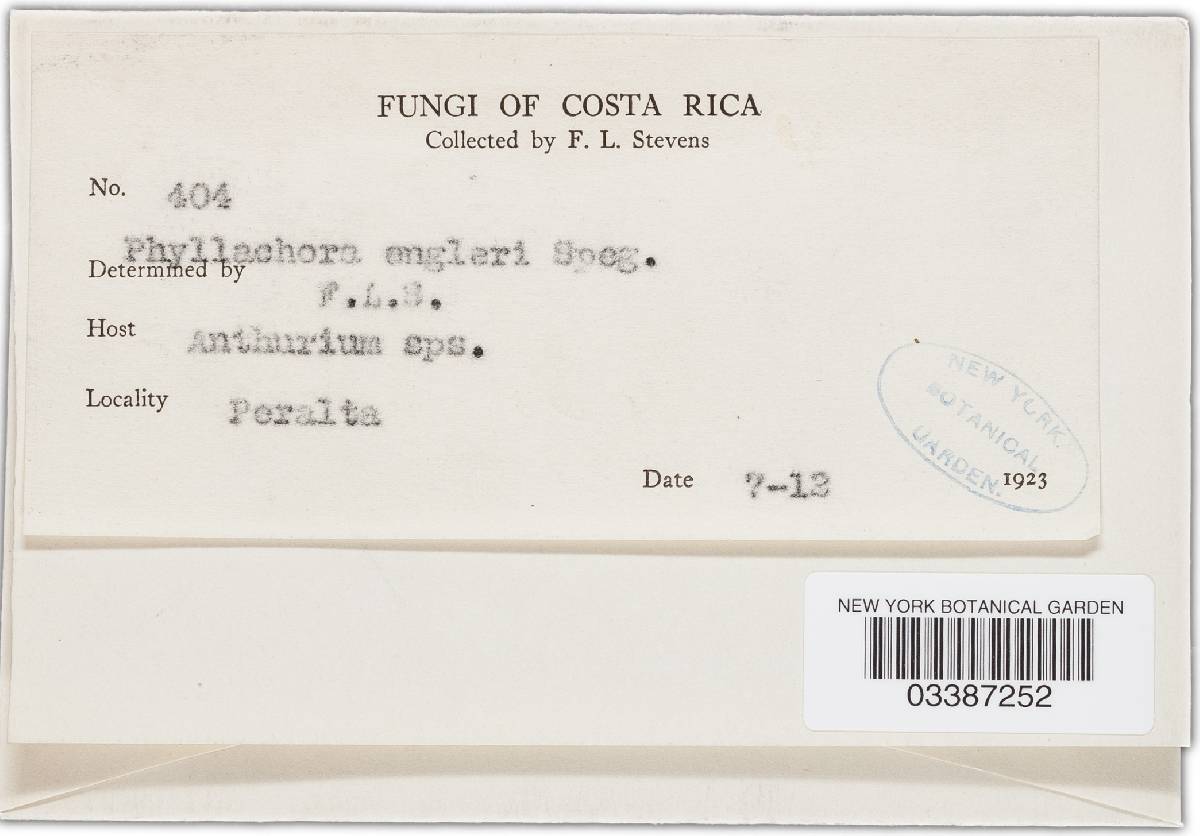 FUNGI OF COSTA RICA
Collected by F. L. Stevens
No. 404
Phyllachora engleri Speg.
Determined by
F.L.S.
Host Anthurium sps.
Locality Peralta
Date 7-12 1923
NEW YORK
BOTANICAL
GARDEN.
NEW YORK BOTANICAL GARDEN
03387252